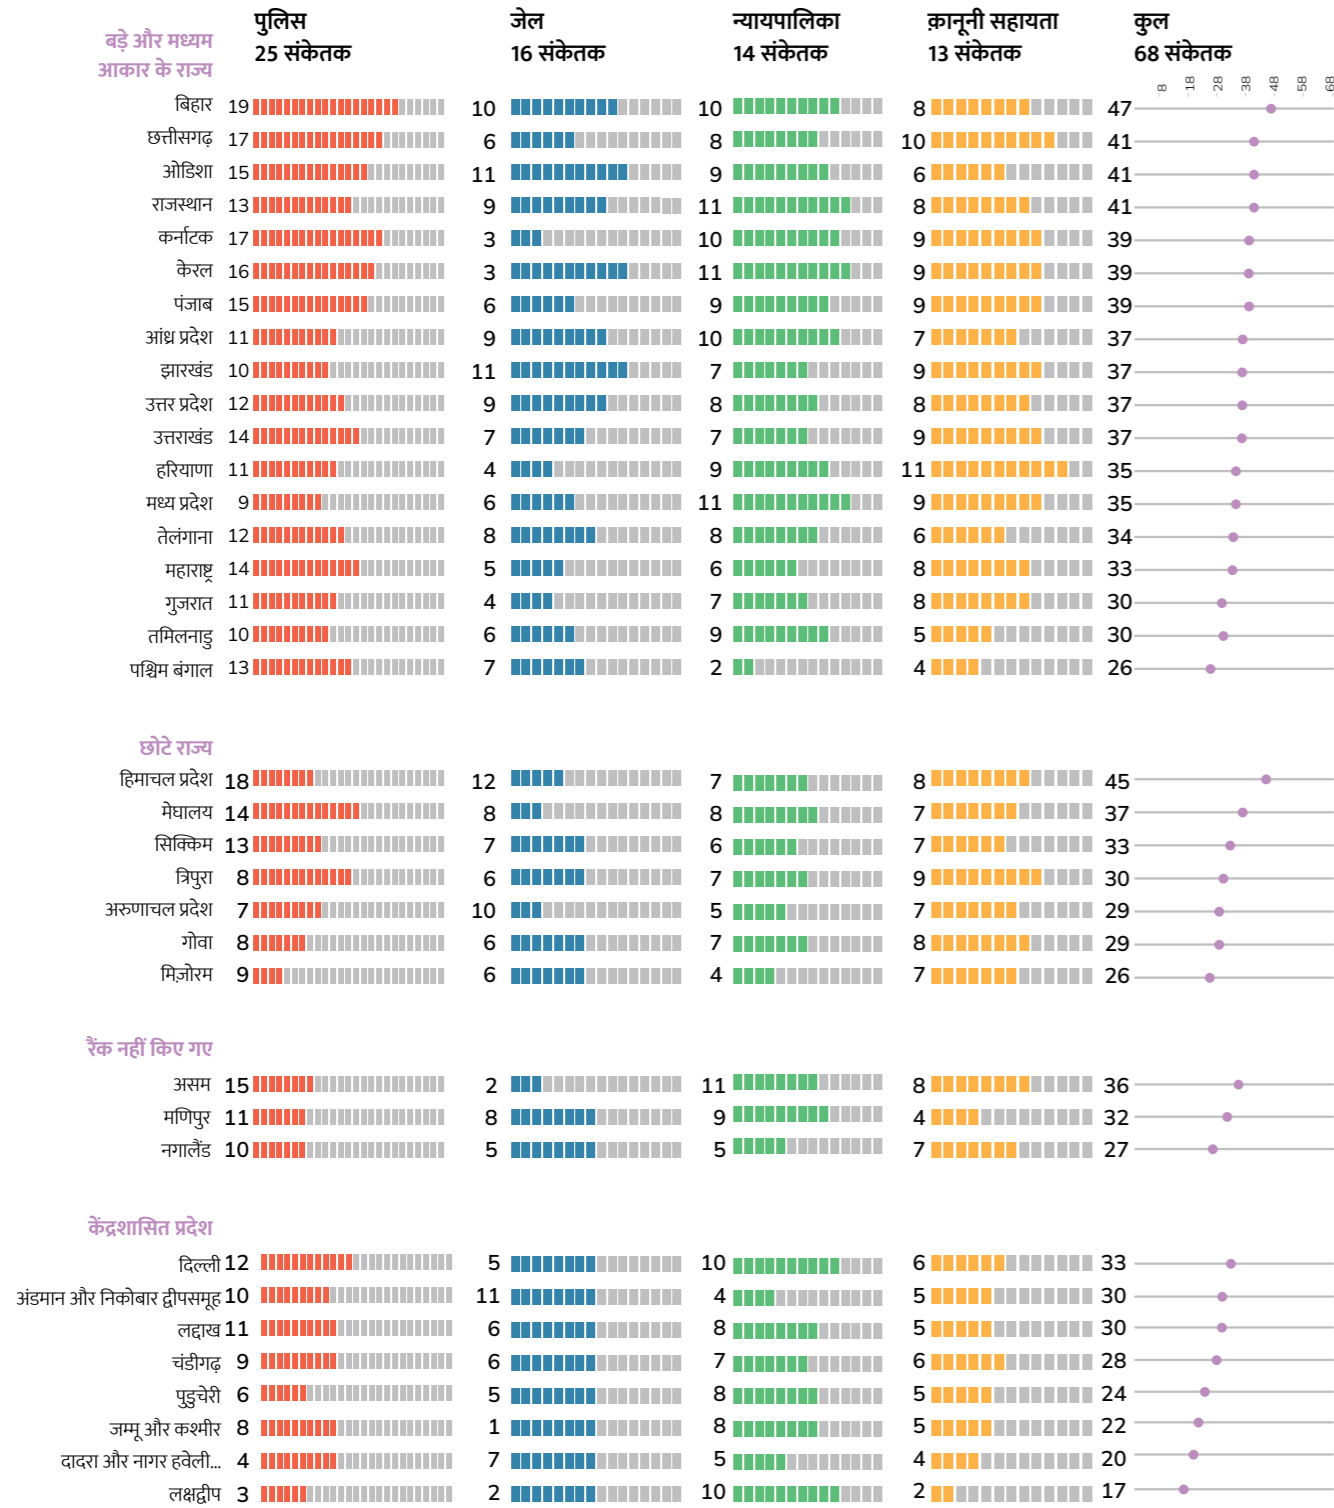 पुलिस जेल न्यायपालिका क़ानूनी सहायता कुल
25 संकेतक 16 संकेतक 14 संकेतक 13 संकेतक 68 संकेतक
बड़े और मध्यम
आकार के राज्य
8 18 28 38 48 58 68
बिहार 19 10 10 8 47
छत्तीसगढ़ 17 6 8 10 41
ओडिशा 15 11 9 6 41
राजस्थान 13 9 11 8 41
कर्नाटक 17 3 10 9 39
केरल 16 3 11 9 39
पंजाब 15 6 9 9 39
आंध्र प्रदेश 11 9 10 7 37
झारखंड 10 11 7 9 37
उत्तर प्रदेश 12 9 8 8 37
उत्तराखंड 14 7 7 9 37
हरियाणा 11 4 9 11 35
मध्य प्रदेश 9 6 11 9 35
तेलंगाना 12 8 8 6 34
महाराष्ट्र 14 5 6 8 33
गुजरात 11 4 7 8 30
तमिलनाडु 10 6 9 5 30
पश्चिम बंगाल 13 7 2 4 26
छोटे राज्य
हिमाचल प्रदेश 18 12 7 8 45
मेघालय 14 8 8 7 37
सिक्किम 13 7 6 7 33
त्रिपुरा 8 6 7 9 30
अरुणाचल प्रदेश 7 10 5 7 29
गोवा 8 6 7 8 29
मिज़ोरम 9 6 4 7 26
रैंक नहीं किए गए
असम 15 2 11 8 36
मणिपुर 11 8 9 4 32
नगालैंड 10 5 5 7 27
केंद्रशासित प्रदेश
दिल्ली 12 5 10 6 33
अंडमान और निकोबार द्वीपसमूह 10 11 4 5 30
लद्दाख 11 6 8 5 30
चंडीगढ़ 9 6 7 6 28
पुडुचेरी 6 5 8 5 24
जम्मू और कश्मीर 8 1 8 5 22
दादरा और नागर हवेली... 4 7 5 4 20
लक्षद्वीप 3 2 10 2 17